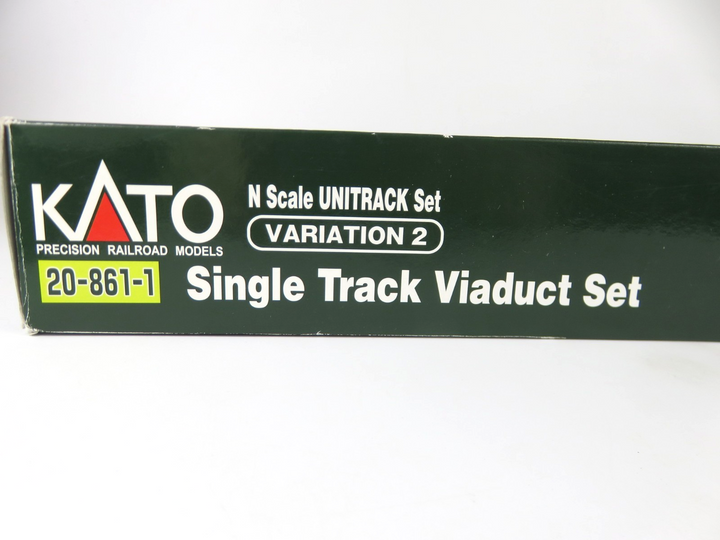 KATO
PRECISION RAILROAD MODELS
N Scale UNITRACK Set
VARIATION 2
20-861-1
Single Track Viaduct Set